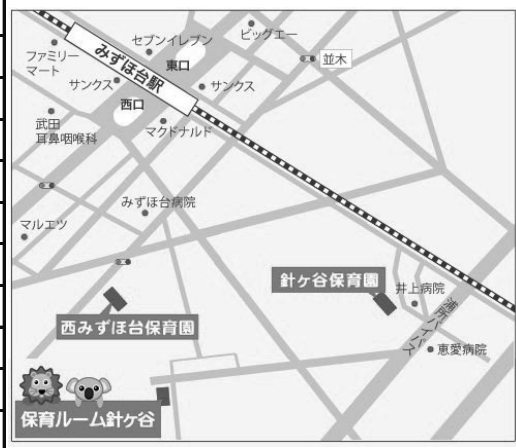 ビッグエー
セブンイレブン
ファミリー
マート
みずほ台駅
東口
並木
サンクス
サンクス
西口
武田
耳鼻咽喉科
マクドナルド
みずほ台病院
マルエツ
針ヶ谷保育園
井上病院
浦所バイパス
西みずほ台保育園
恵愛病院
保育ルーム針ヶ谷